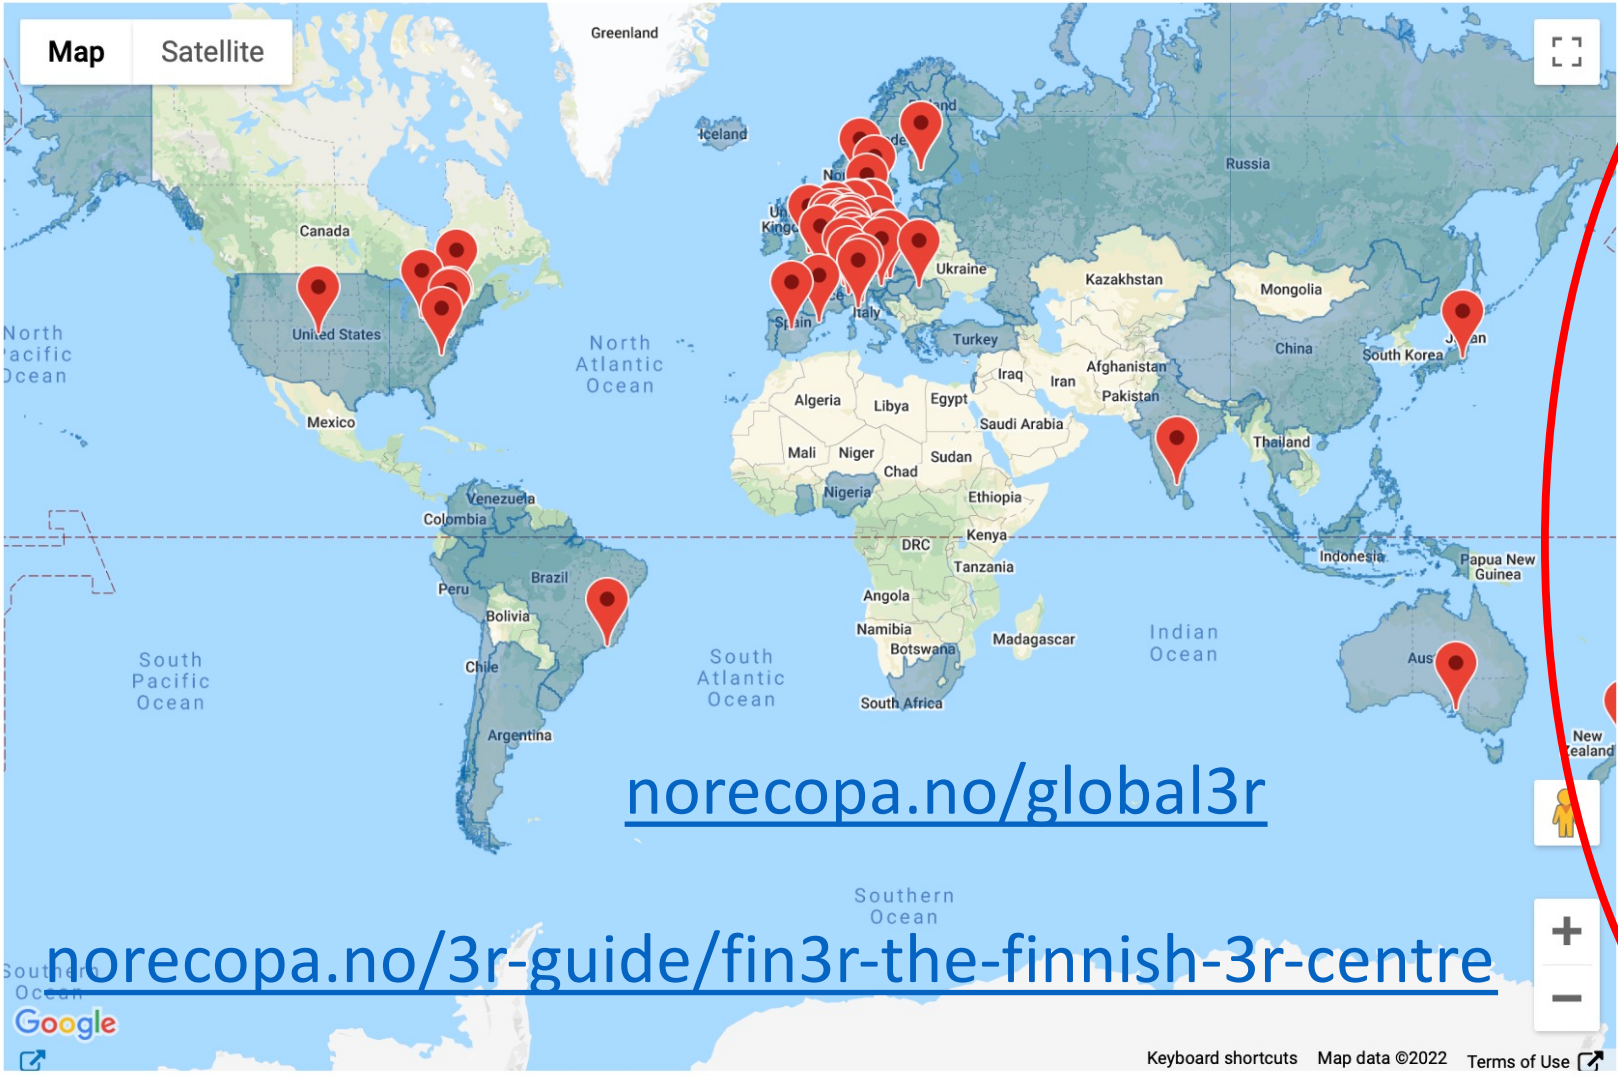 Map
Satellite
Greenland
Iceland
Russia
Canada
Ukraine
Kazakhstan
Mongolia
United States
Spain
Italy
Turkey
China
South Korea
North
Atlantic
Ocean
Iraq
Iran
Afghanistan
Pakistan
Algeria
Libya
Egypt
Saudi Arabia
Mexico
Mali
Niger
Chad
Sudan
Thailand
Venezuela
Nigeria
Ethiopia
Colombia
DRC
Kenya
Indonesia
Papua New
Guinea
Peru
Brazil
Tanzania
Angola
Bolivia
Namibia
Botswana
Madagascar
Indian
Ocean
Chile
South
Pacific
Ocean
South
Atlantic
Ocean
South Africa
Argentina
New
norecopa.no/global3r
Southern
Ocean
norecopa.no/3r-guide/fin3r-the-finnish-3r-centre
Google
Keyboard shortcuts
Map data ©2022
Terms of Use